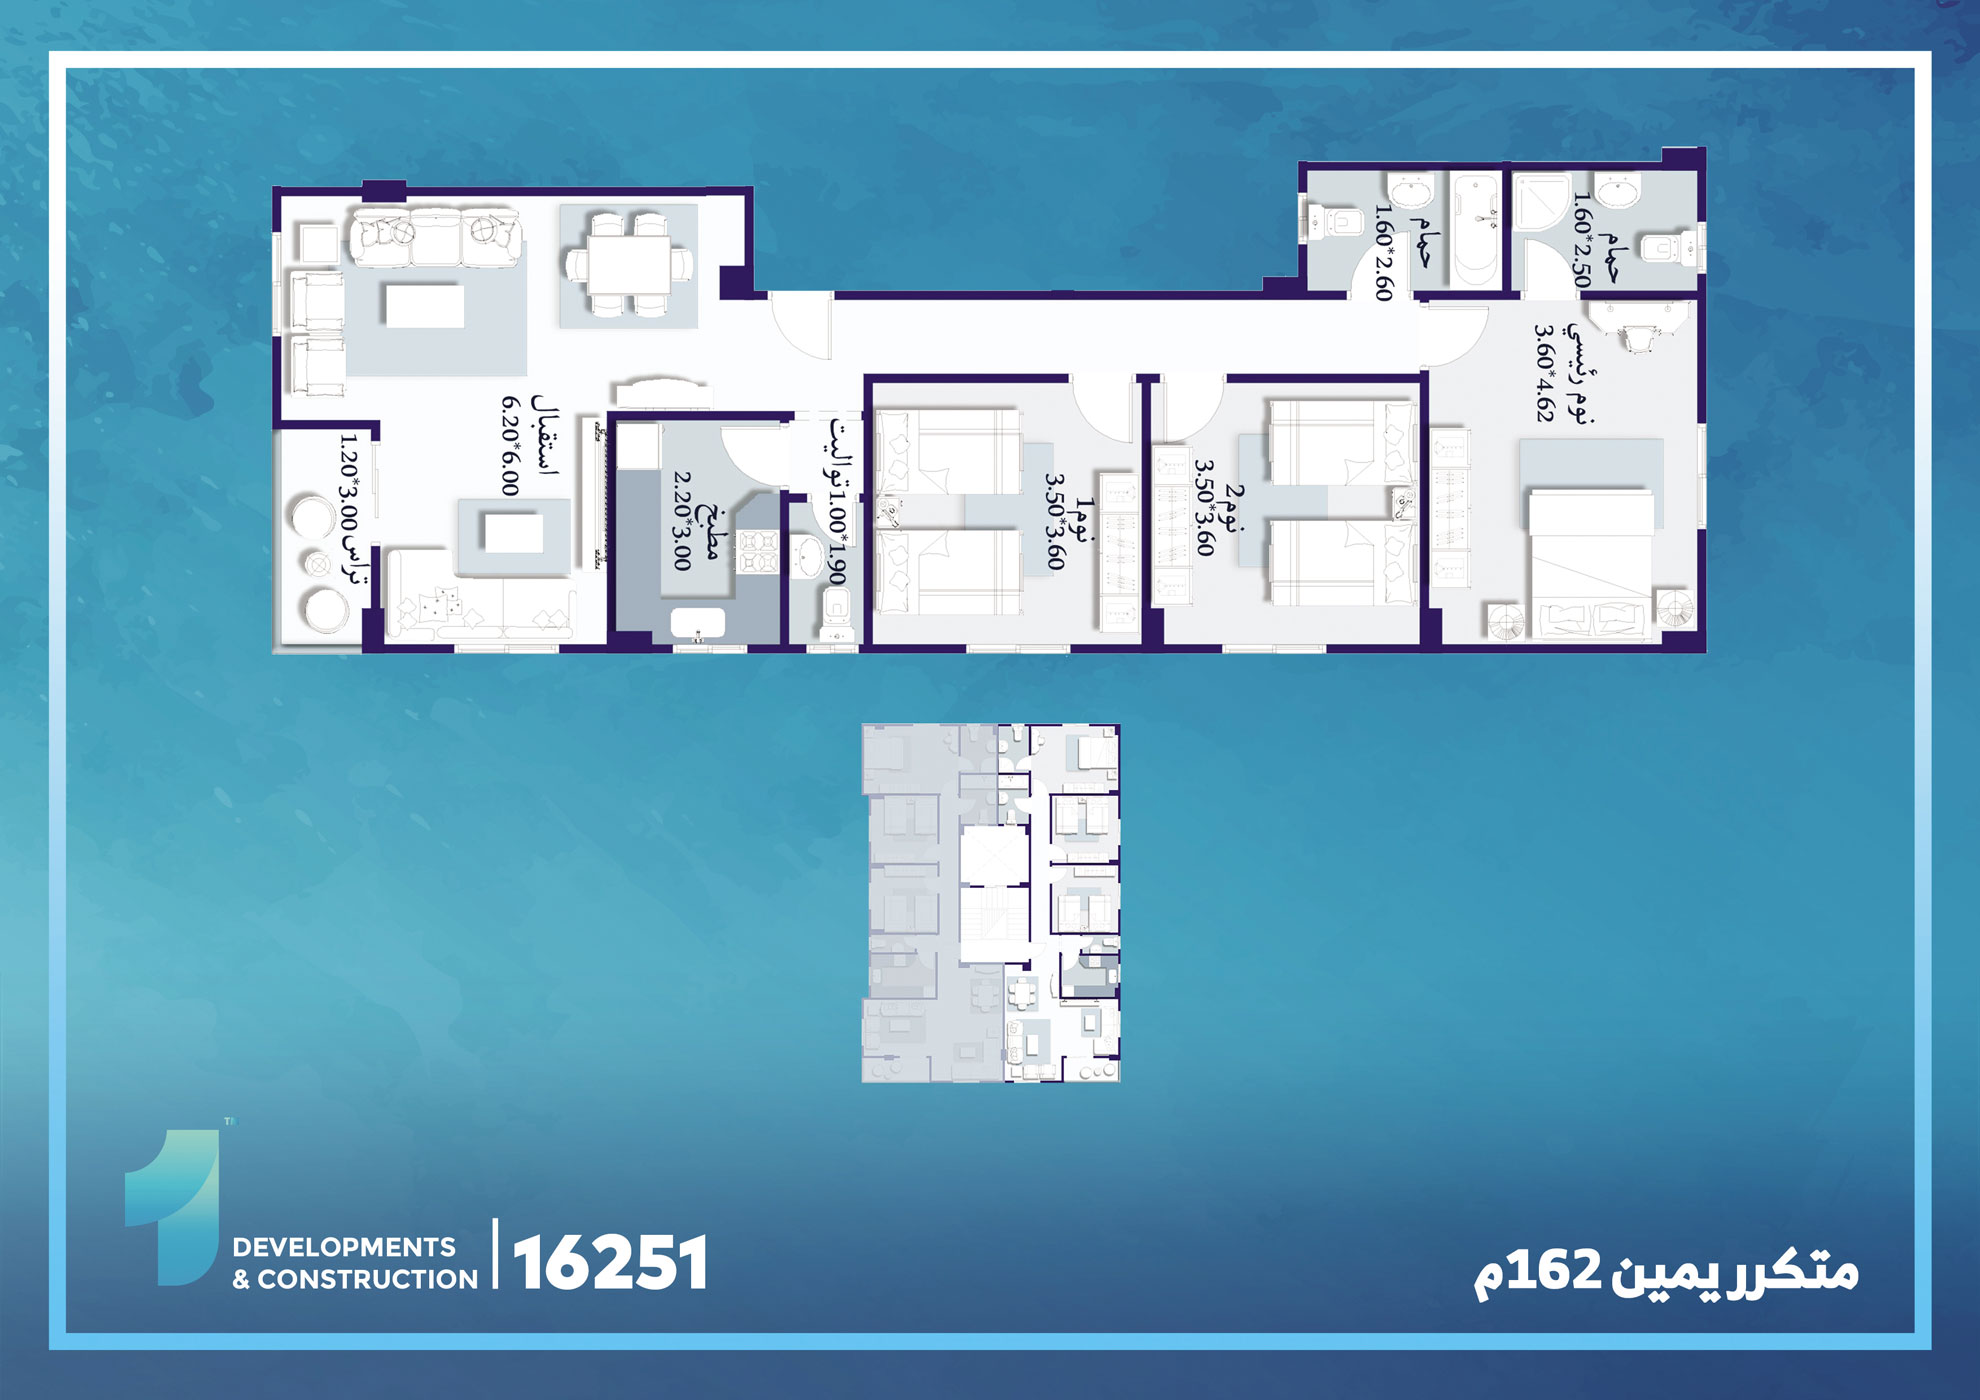 استقبال
6.20*6.00
تراس 1.20*3.00
مطبخ
2.20*3.00
تواليت 1.00*1.90
نوم1
3.50*3.60
نوم2
3.50*3.60
حمام
1.60*2.60
حمام
1.60*2.50
نوم رئيسي
3.60*4.62
1
TM
DEVELOPMENTS
& CONSTRUCTION
16251
متكرر يمين 162م